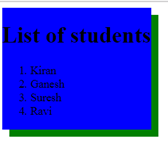 List of students
1. Kiran
2. Ganesh
3. Suresh
4. Ravi